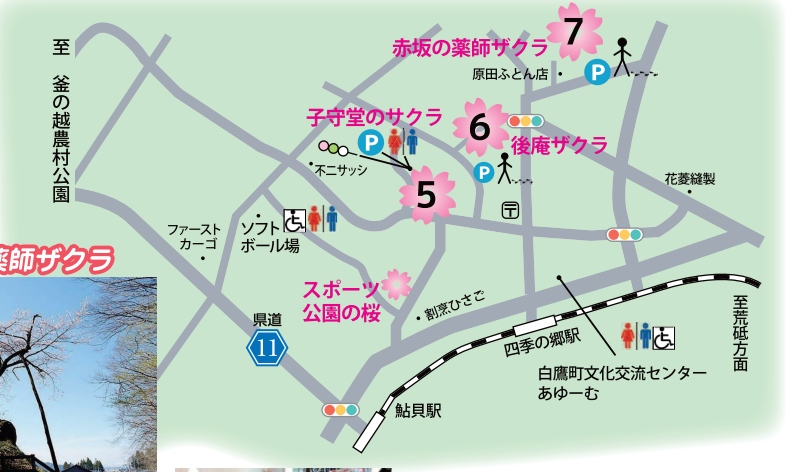 至 釜の越農村公園
赤坂の薬師ザクラ
7
原田ふとん店
P
子守堂のサクラ
P
6
後庵ザクラ
P
不二サッシ
5
花菱縫製
〒
ファースト
カーゴ
ソフト
ボール場
薬師ザクラ
スポーツ
公園の桜
割烹ひさご
県道
11
四季の郷駅
至荒砥方面
白鷹町文化交流センター
あゆーむ
鮎貝駅